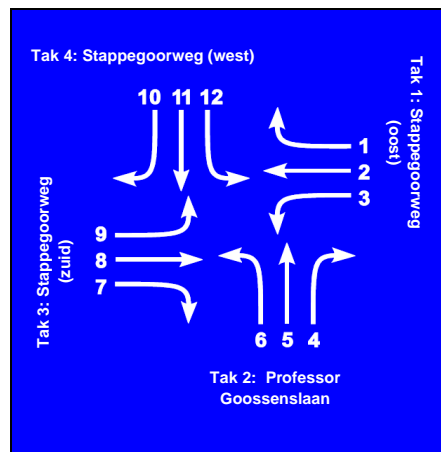 Tak 4: Stappegoorweg (west)
10 11 12
Tak 1: Stappegoorweg
(oost)
1
2
3
Tak 3: Stappegoorweg
(zuid)
9
8
7
6 5 4
Tak 2: Professor
Goossenslaan